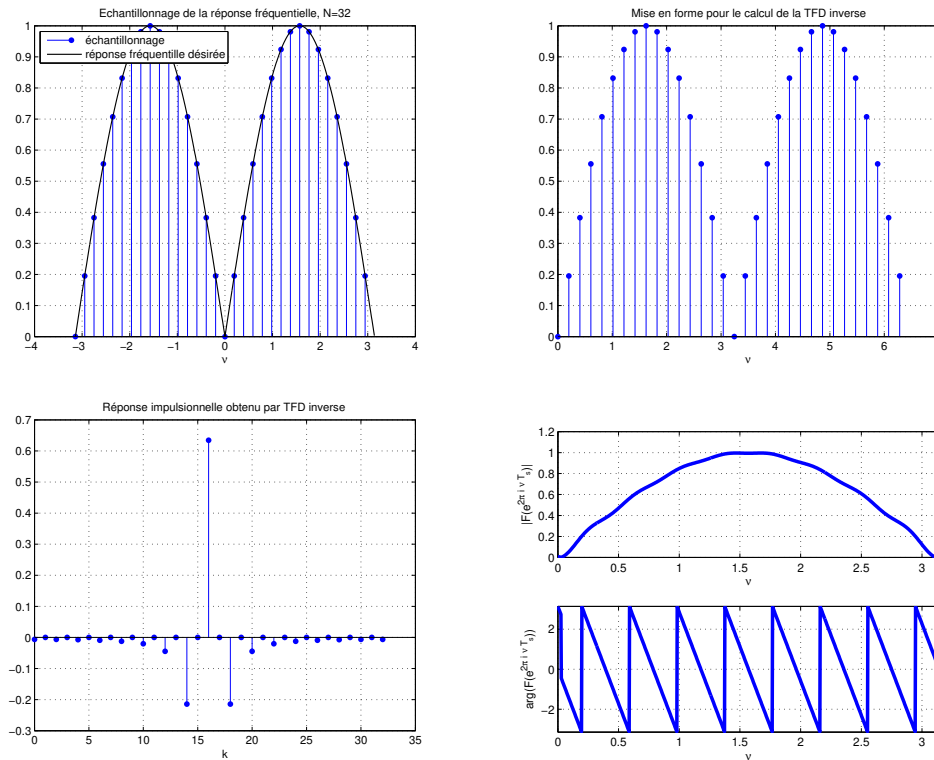 Echantillonnage de la réponse fréquentielle, N=32
échantillonnage
réponse fréquentille désirée
1
0.9
0.8
0.7
0.6
0.5
0.4
0.3
0.2
0.1
0
−4 −3 −2 −1 0 1 2 3 4
ν
Mise en forme pour le calcul de la TFD inverse
1
0.9
0.8
0.7
0.6
0.5
0.4
0.3
0.2
0.1
0
0 1 2 3 4 5 6
ν
Réponse impulsionnelle obtenu par TFD inverse
0.7
0.6
0.5
0.4
0.3
0.2
0.1
0
−0.1
−0.2
−0.3
0 5 10 15 20 25 30 35
k
|F(e^{2π i ν T_s})|
1.2
1
0.8
0.6
0.4
0.2
0
0 0.5 1 1.5 2 2.5 3
ν
arg(F(e^{2π i ν T_s}))
2
0
−2
0 0.5 1 1.5 2 2.5 3
ν